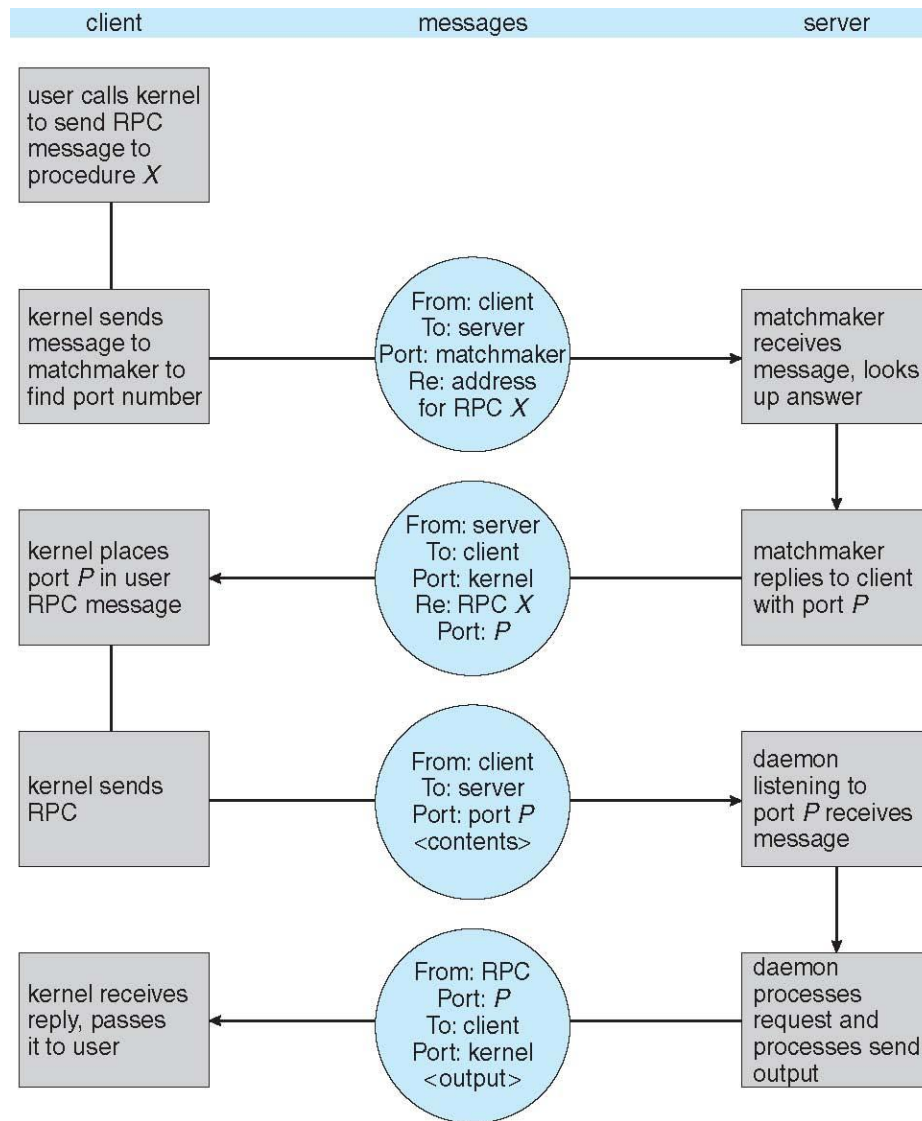 client messages server
user calls kernel
to send RPC
message to
procedure X
kernel sends
message to
matchmaker to
find port number
From: client
To: server
Port: matchmaker
Re: address
for RPC X
matchmaker
receives
message, looks
up answer
kernel places
port P in user
RPC message
From: server
To: client
Port: kernel
Re: RPC X
Port: P
matchmaker
replies to client
with port P
kernel sends
RPC
From: client
To: server
Port: port P
<contents>
daemon
listening to
port P receives
message
kernel receives
reply, passes
it to user
From: RPC
Port: P
To: client
Port: kernel
<output>
daemon
processes
request and
processes send
output